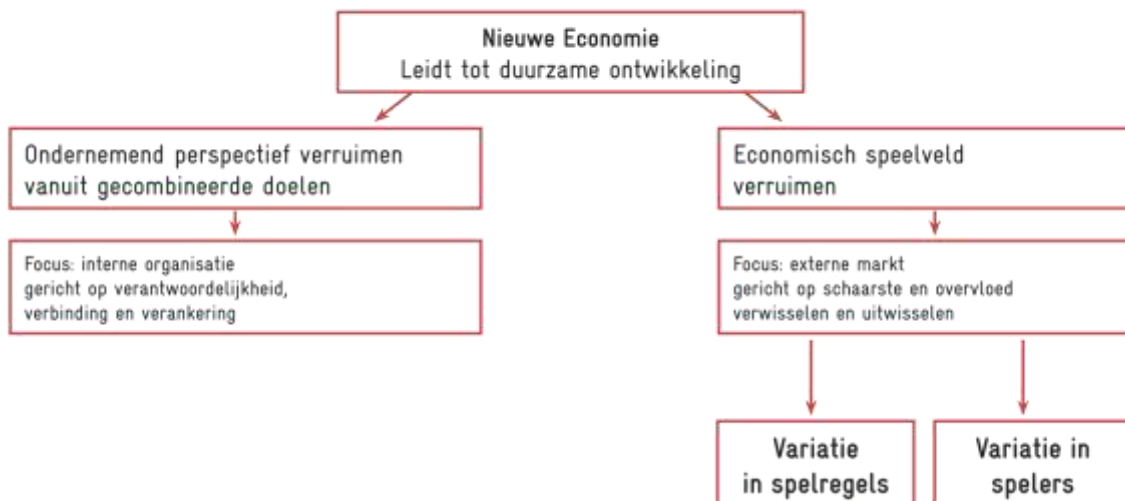 Nieuwe Economie
Leidt tot duurzame ontwikkeling
Ondernemend perspectief verruimen
vanuit gecombineerde doelen
Economisch speelveld
verruimen
Focus: interne organisatie
gericht op verantwoordelijkheid,
verbinding en verankering
Focus: externe markt
gericht op schaarste en overvloed
verwisselen en uitwisselen
Variatie
in spelregels
Variatie in
spelers